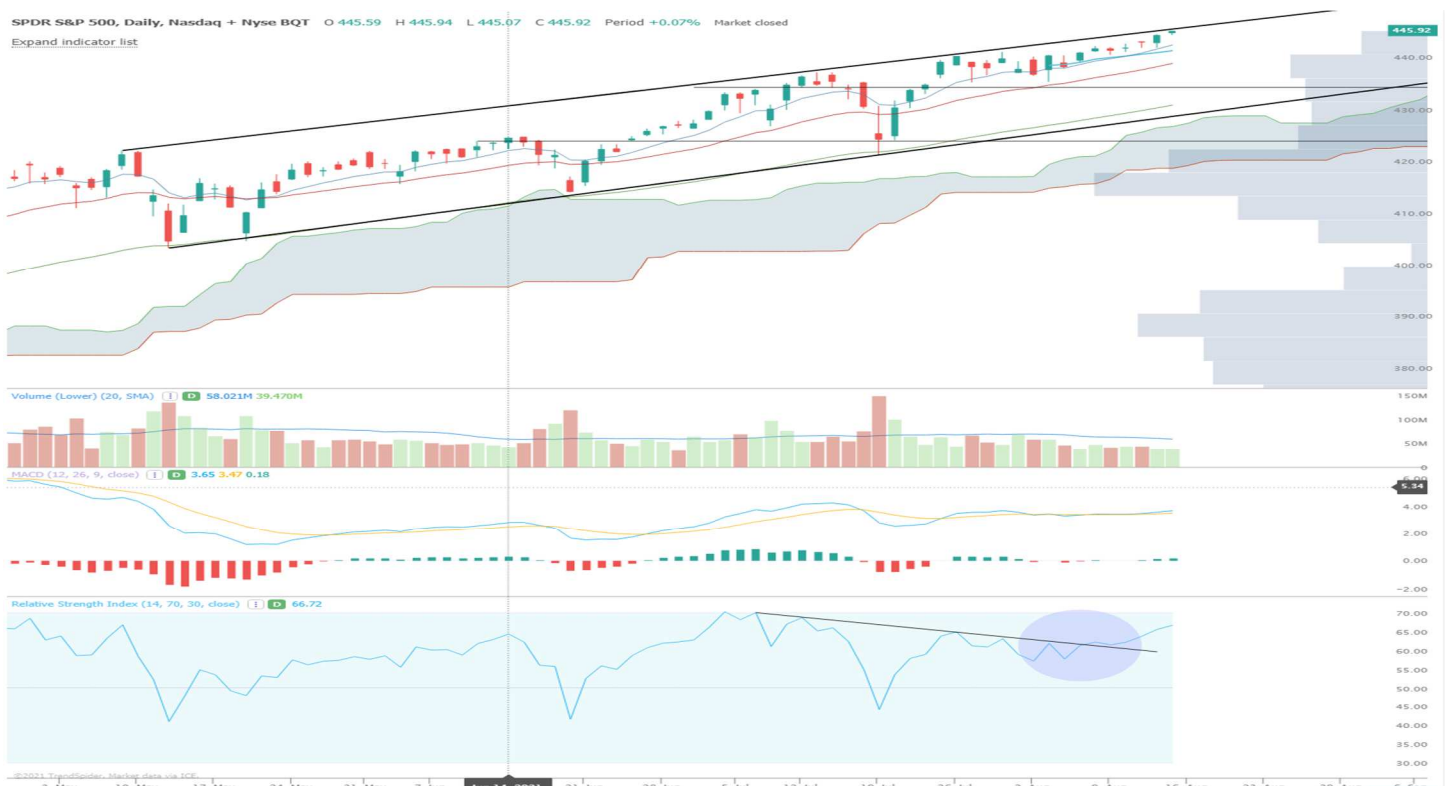 SPDR S&P 500, Daily, Nasdaq + Nyse BQT O 445.59 H 445.94 L 445.07 C 445.92 Period +0.07% Market closed
Expand indicator list
445.92
440.00
430.00
420.00
410.00
400.00
390.00
380.00
Volume (Lower) (20, SMA) D 58.021M 39.470M
150M
100M
50M
0
MACD (12, 26, 9, close) D 3.65 3.47 0.18
6.00
5.34
4.00
2.00
0.00
−2.00
Relative Strength Index (14, 70, 30, close) D 66.72
70.00
65.00
60.00
55.00
50.00
45.00
40.00
35.00
30.00
©2021 TrendSpider. Market data via ICE.